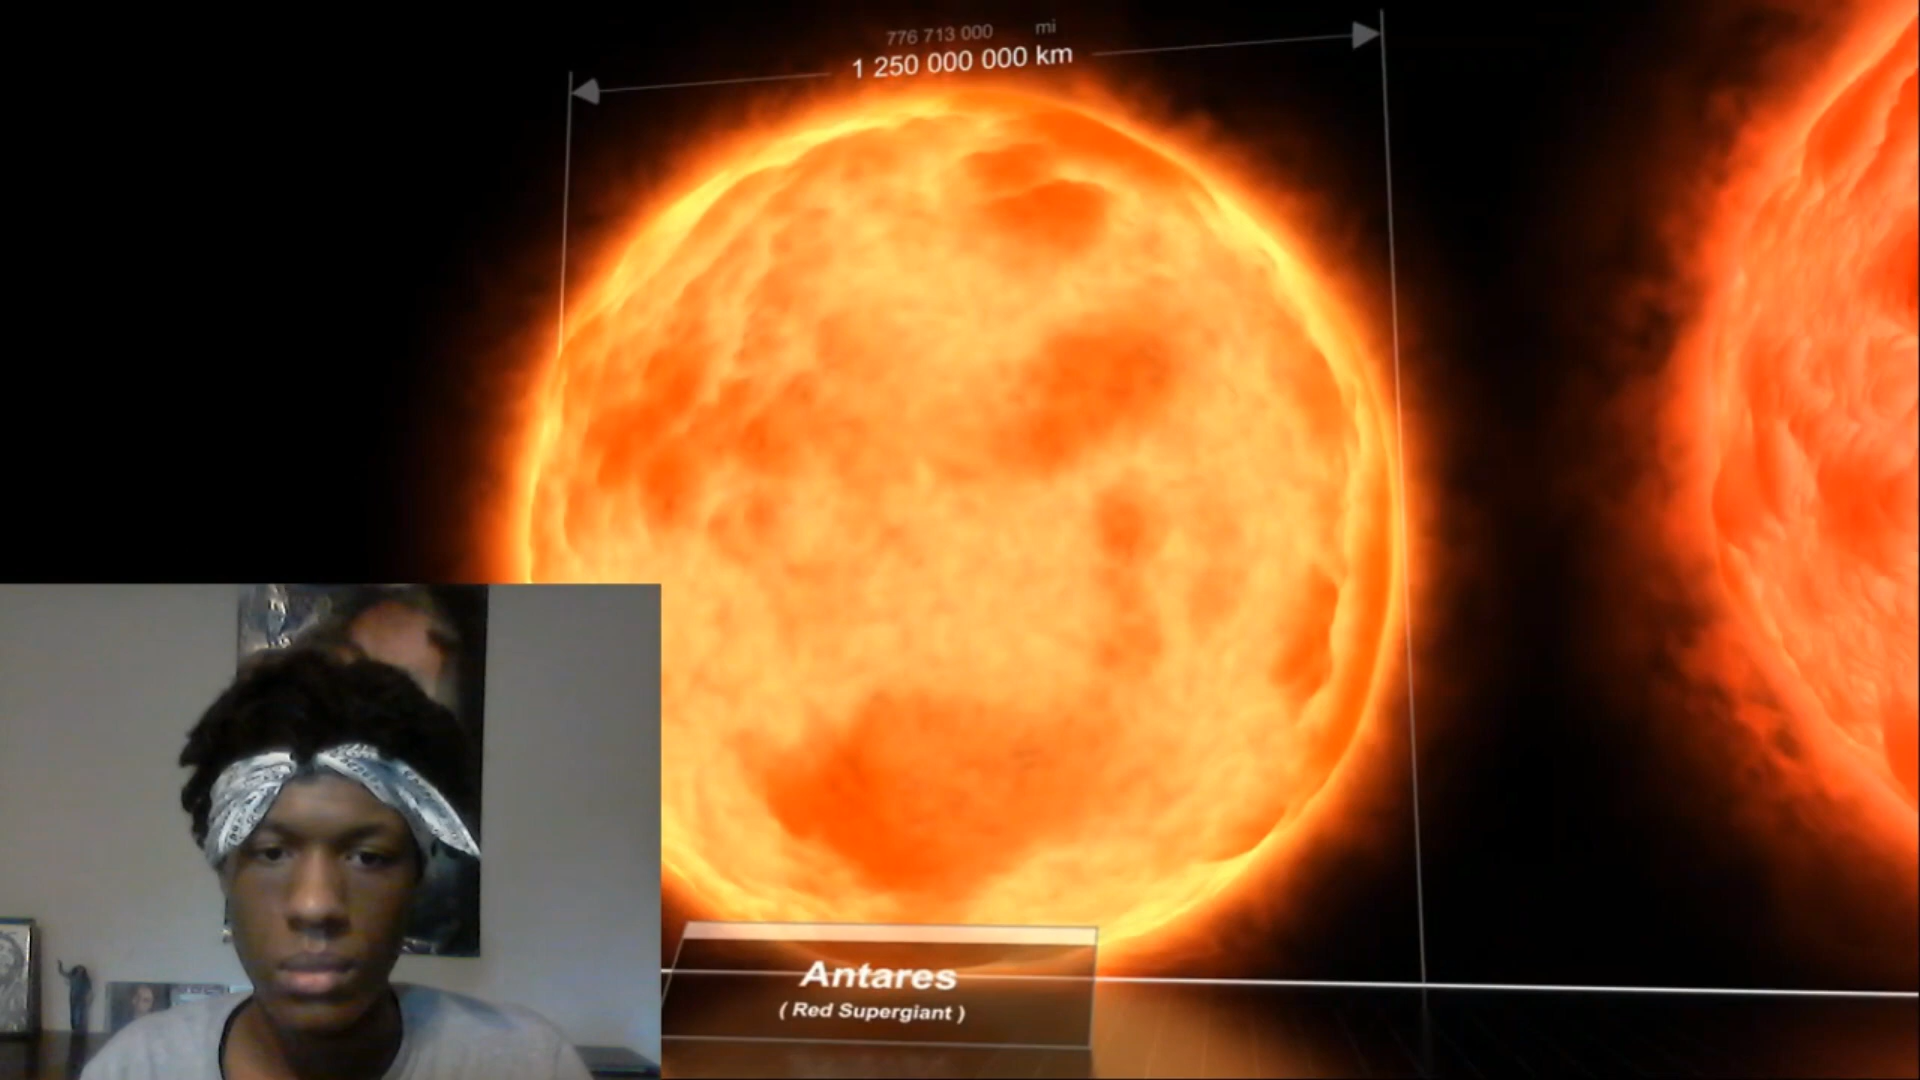 776 713 000 mi
1 250 000 000 km
Antares
( Red Supergiant )